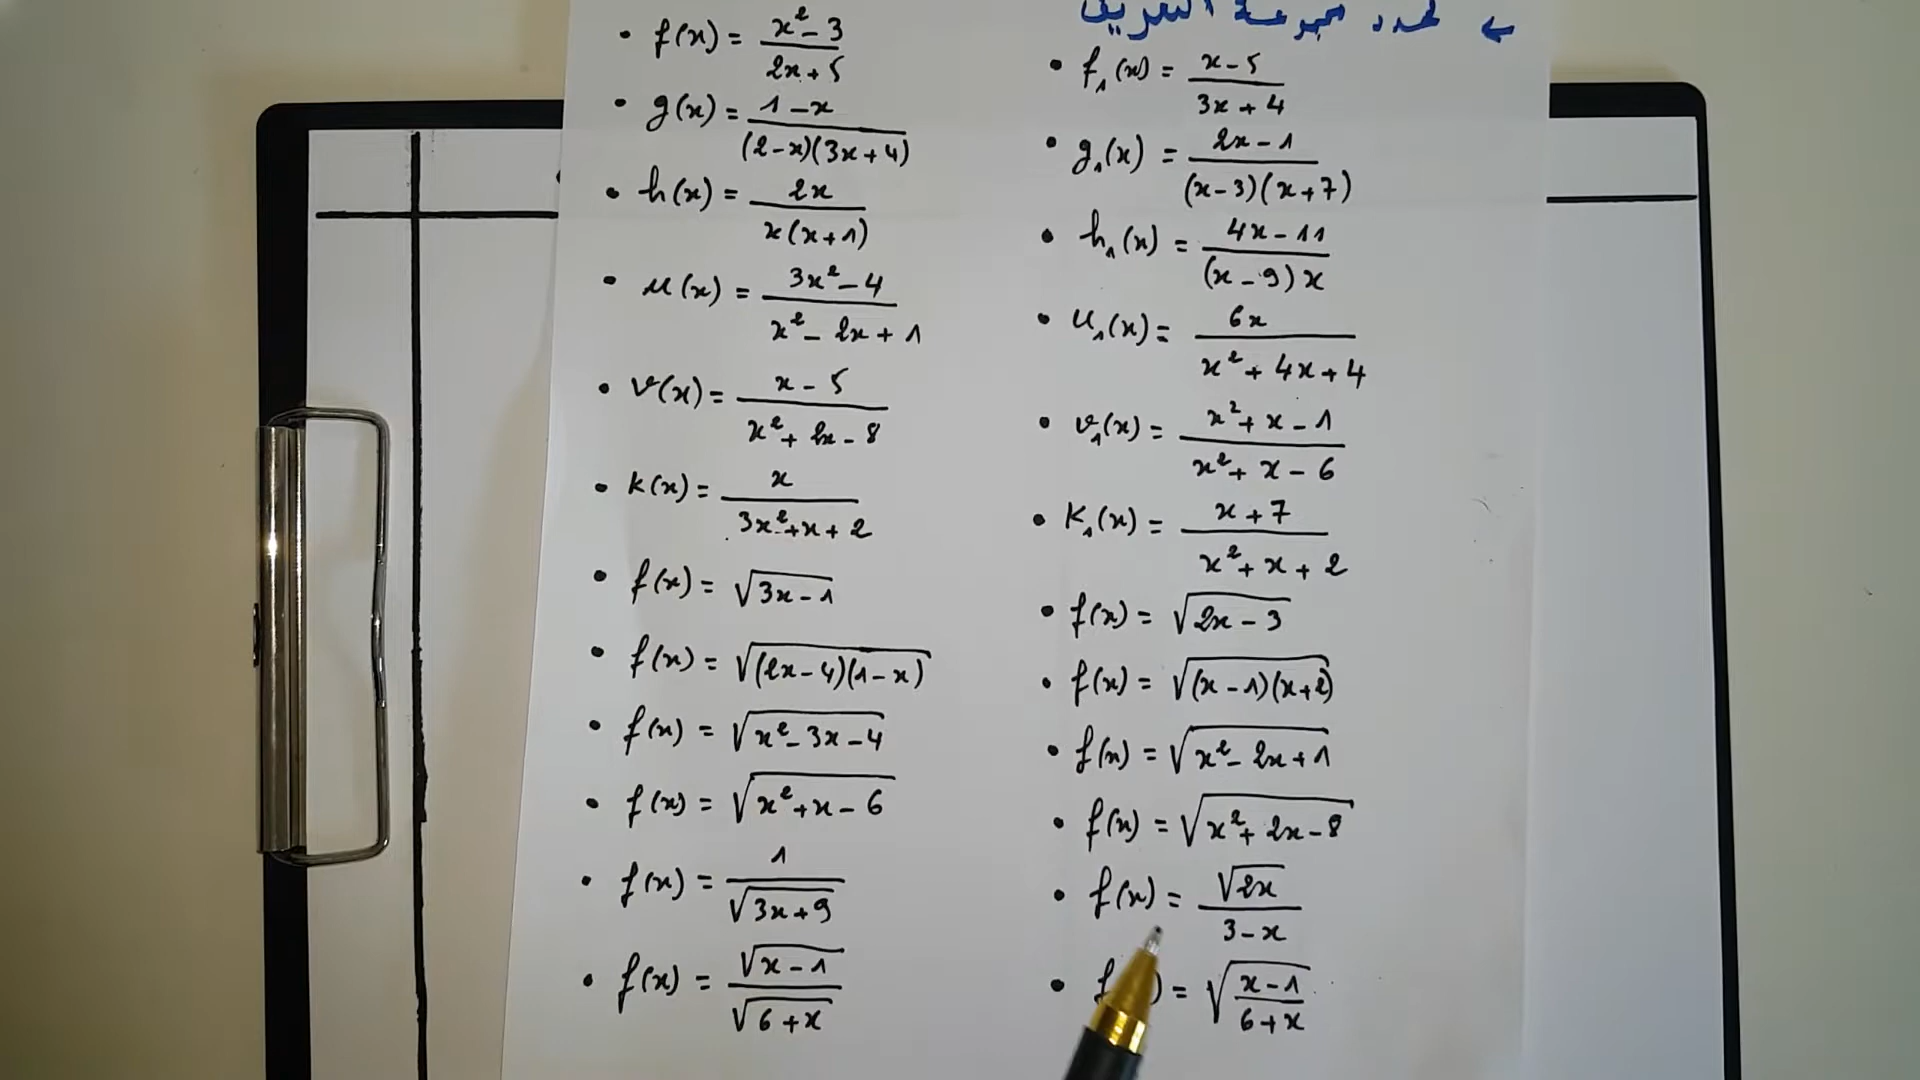 ← تحدد مجموعة التعريف
• f(x) = (x² - 3)/(2x + 5)
• g(x) = (1 - x)/((2 - x)(3x + 4))
• h(x) = 2x/(x(x + 1))
• u(x) = (3x² - 4)/(x² - 2x + 1)
• v(x) = (x - 5)/(x² + 2x - 8)
• k(x) = x/(3x² + x + 2)
• f(x) = √(3x - 1)
• f(x) = √((2x - 4)(1 - x))
• f(x) = √(x² - 3x - 4)
• f(x) = √(x² + x - 6)
• f(x) = 1/√(3x + 9)
• f(x) = √(x - 1)/√(6 + x)
• f₁(x) = (x - 5)/(3x + 4)
• g₁(x) = (2x - 1)/((x - 3)(x + 7))
• h₁(x) = (4x - 11)/((x - 9)x)
• u₁(x) = 6x/(x² + 4x + 4)
• v₁(x) = (x² + x - 1)/(x² + x - 6)
• K₁(x) = (x + 7)/(x² + x + 2)
• f(x) = √(2x - 3)
• f(x) = √((x - 1)(x + 2))
• f(x) = √(x² - 2x + 1)
• f(x) = √(x² + 2x - 8)
• f(x) = √(2x)/(3 - x)
• f ) = √((x - 1)/(6 + x))